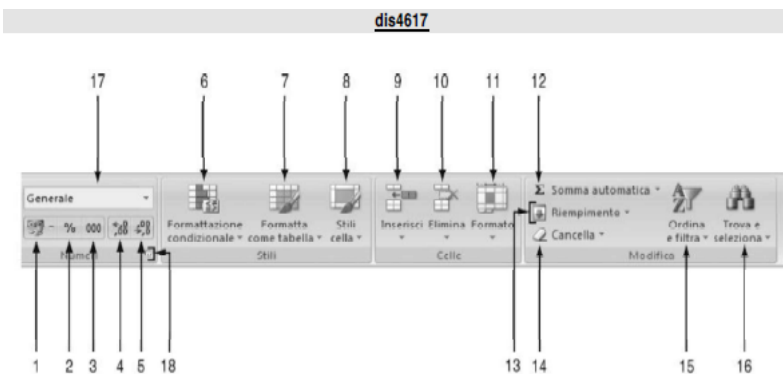 dis4617
17 6 7 8 9 10 11 12
Generale
% 000
Formattazione condizionale
Formatta come tabella
Stili cella
Inserisci Elimina Formato
Σ Somma automatica
Riempimento
Cancella
Ordina e filtra
Trova e seleziona
Numeri Stili Celle Modifica
1 2 3 4 5 18 13 14 15 16